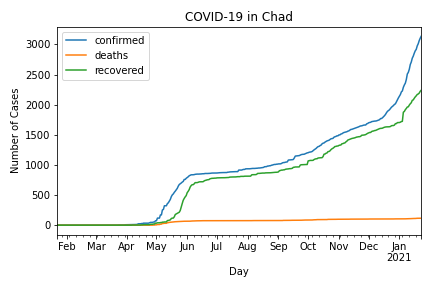 COVID-19 in Chad
confirmed
deaths
recovered
Number of Cases
3000
2500
2000
1500
1000
500
0
Feb Mar Apr May Jun Jul Aug Sep Oct Nov Dec Jan
2021
Day